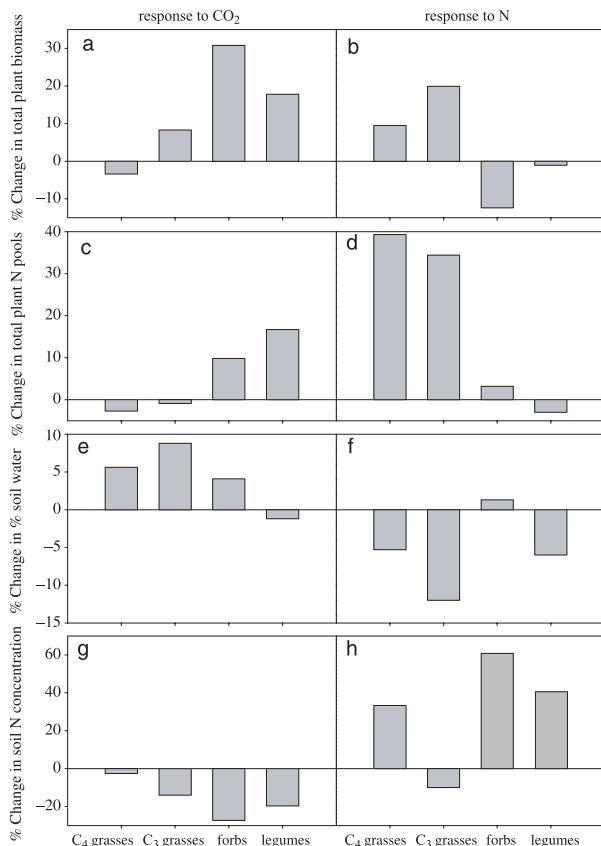 response to CO2
response to N
% Change in total plant biomass
a
b
30
20
10
0
−10
% Change in total plant N pools
c
d
40
30
20
10
0
% Change in % soil water
e
f
10
5
0
−5
−10
−15
% Change in soil N concentration
g
h
60
40
20
0
−20
C4 grasses C3 grasses forbs legumes
C4 grasses C3 grasses forbs legumes